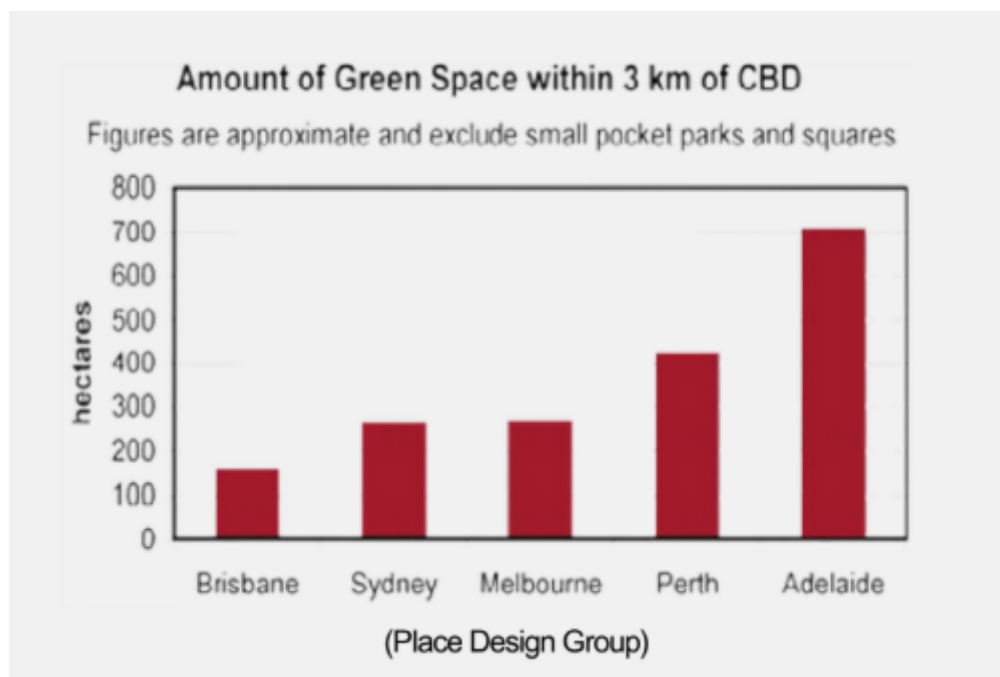 Amount of Green Space within 3 km of CBD
Figures are approximate and exclude small pocket parks and squares
800
700
600
500
400
300
200
100
0
hectares
Brisbane Sydney Melbourne Perth Adelaide
(Place Design Group)